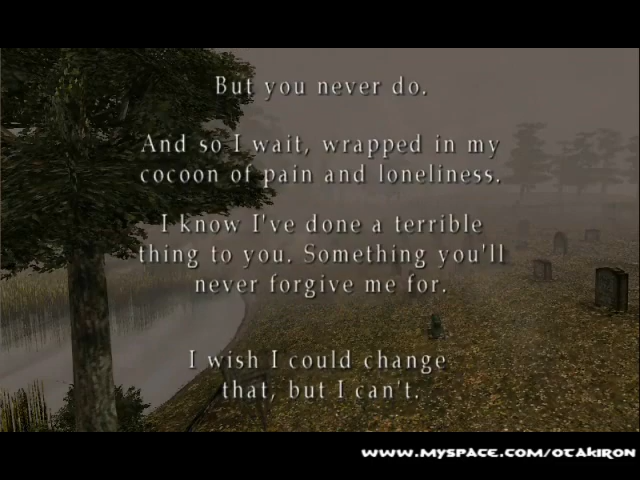 But you never do.
And so I wait, wrapped in my
cocoon of pain and loneliness.
I know I've done a terrible
thing to you. Something you'll
never forgive me for.
I wish I could change
that, but I can't.
www.myspace.com/otakiron